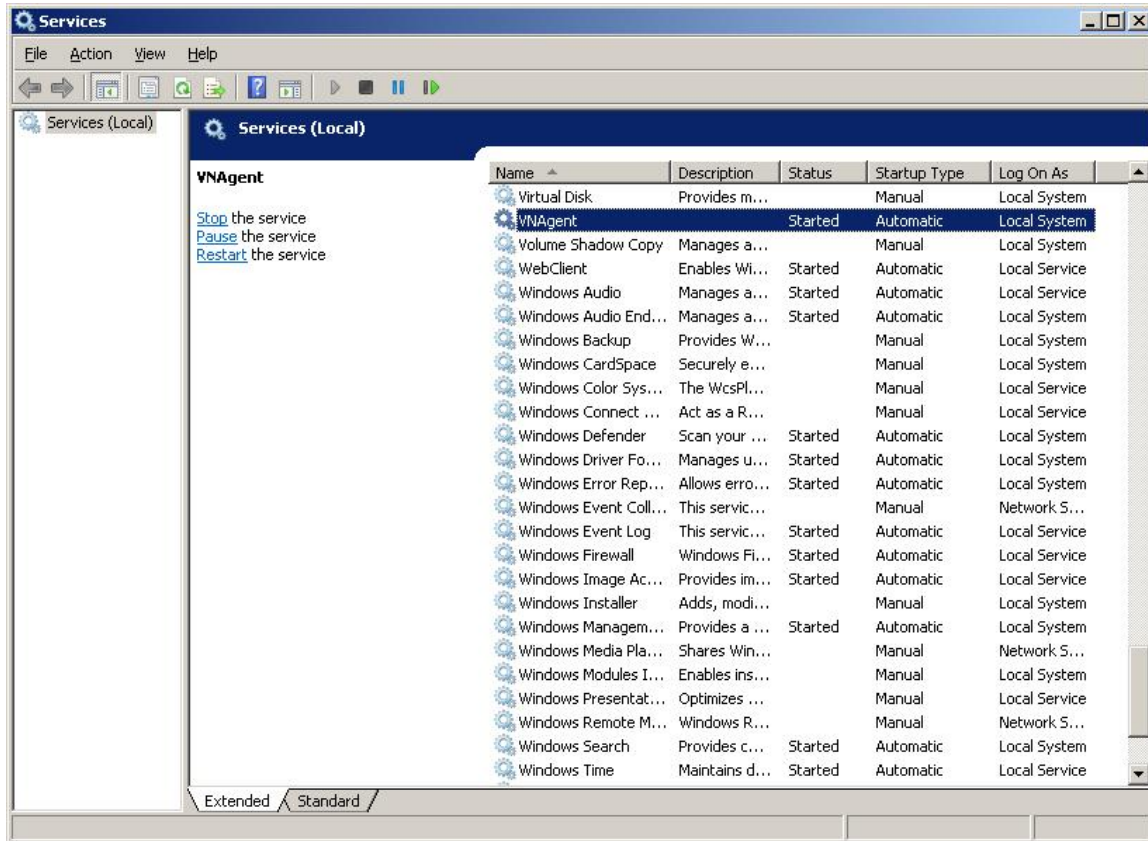 Services
File Action View Help
Services (Local)
Services (Local)
VNAgent
Stop the service
Pause the service
Restart the service
Name Description Status Startup Type Log On As
Virtual Disk Provides m... Manual Local System
VNAgent Started Automatic Local System
Volume Shadow Copy Manages a... Manual Local System
WebClient Enables Wi... Started Automatic Local Service
Windows Audio Manages a... Started Automatic Local Service
Windows Audio End... Manages a... Started Automatic Local System
Windows Backup Provides W... Manual Local System
Windows CardSpace Securely e... Manual Local System
Windows Color Sys... The WcsPl... Manual Local Service
Windows Connect ... Act as a R... Manual Local Service
Windows Defender Scan your ... Started Automatic Local System
Windows Driver Fo... Manages u... Started Automatic Local System
Windows Error Rep... Allows erro... Started Automatic Local System
Windows Event Coll... This servic... Manual Network S...
Windows Event Log This servic... Started Automatic Local Service
Windows Firewall Windows Fi... Started Automatic Local Service
Windows Image Ac... Provides im... Started Automatic Local Service
Windows Installer Adds, modi... Manual Local System
Windows Managem... Provides a ... Started Automatic Local System
Windows Media Pla... Shares Win... Manual Network S...
Windows Modules I... Enables ins... Manual Local System
Windows Presentat... Optimizes ... Manual Local Service
Windows Remote M... Windows R... Manual Network S...
Windows Search Provides c... Started Automatic Local System
Windows Time Maintains d... Started Automatic Local Service
Extended Standard